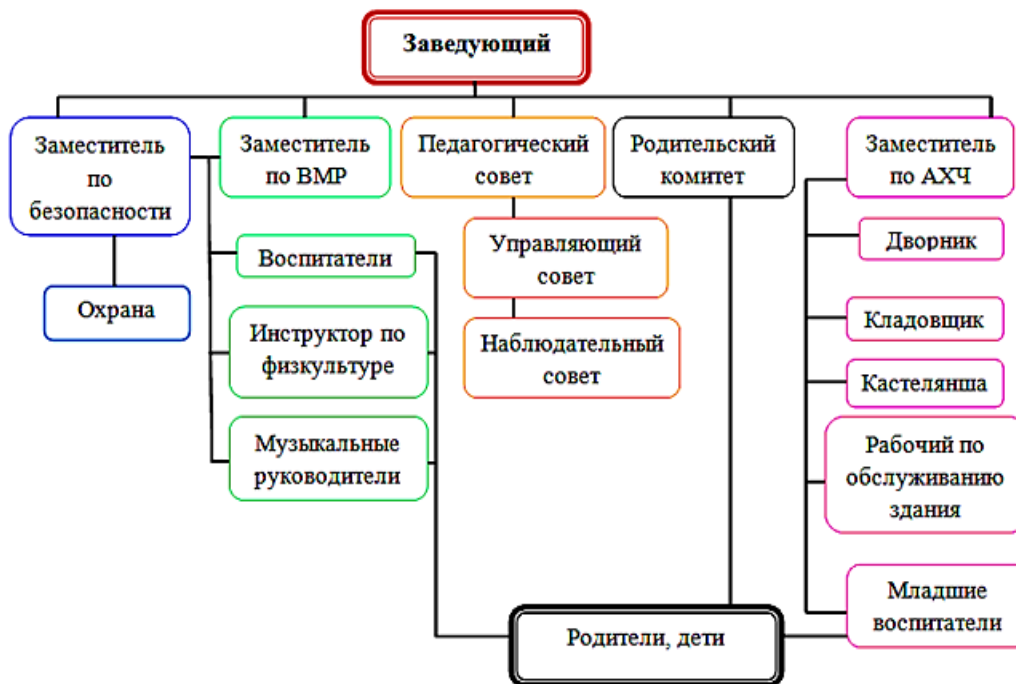 Заведующий
Заместитель
по
безопасности
Заместитель
по ВМР
Педагогический
совет
Родительский
комитет
Заместитель
по АХЧ
Охрана
Воспитатели
Инструктор по
физкультуре
Музыкальные
руководители
Управляющий
совет
Наблюдательный
совет
Дворник
Кладовщик
Кастелянша
Рабочий по
обслуживанию
здания
Младшие
воспитатели
Родители, дети